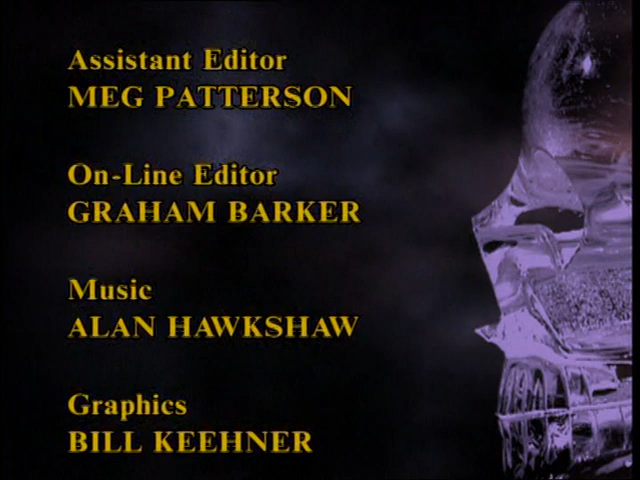 Assistant Editor
MEG PATTERSON
On-Line Editor
GRAHAM BARKER
Music
ALAN HAWKSHAW
Graphics
BILL KEEHNER